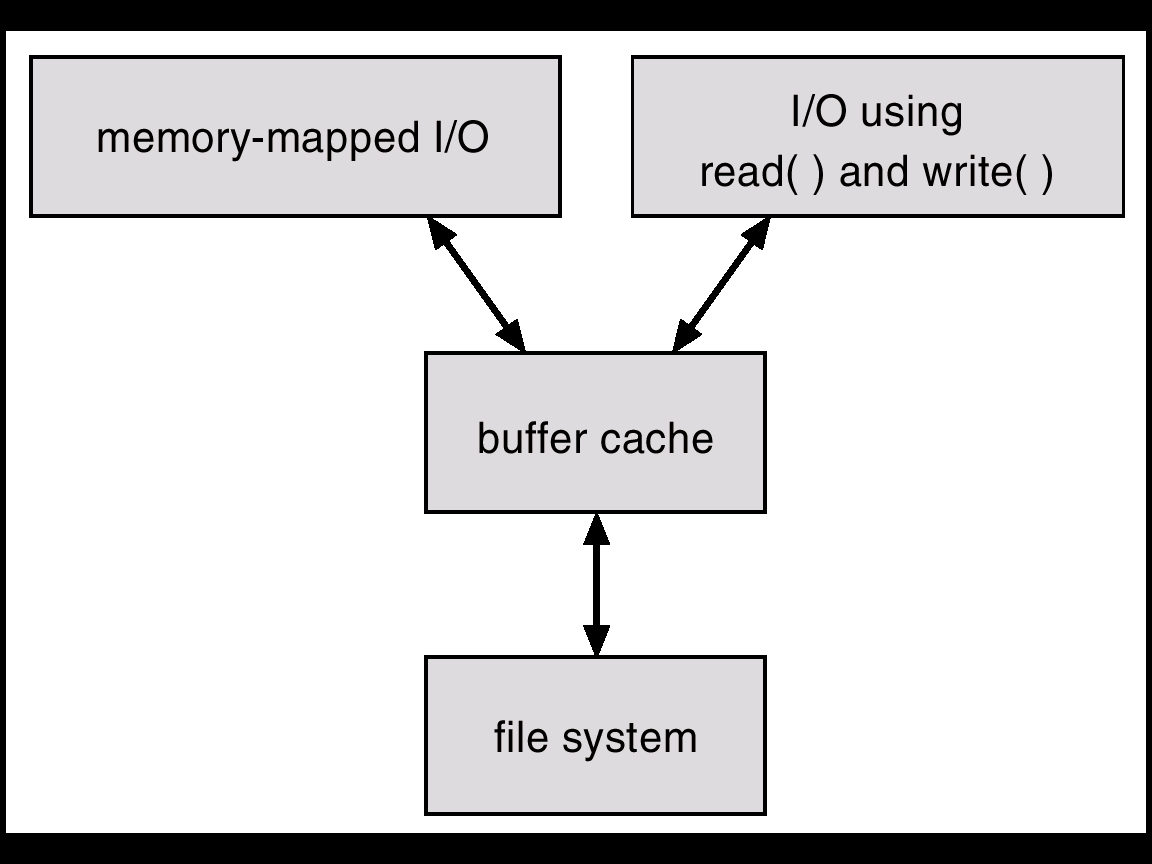 memory-mapped I/O
I/O using
read( ) and write( )
buffer cache
file system